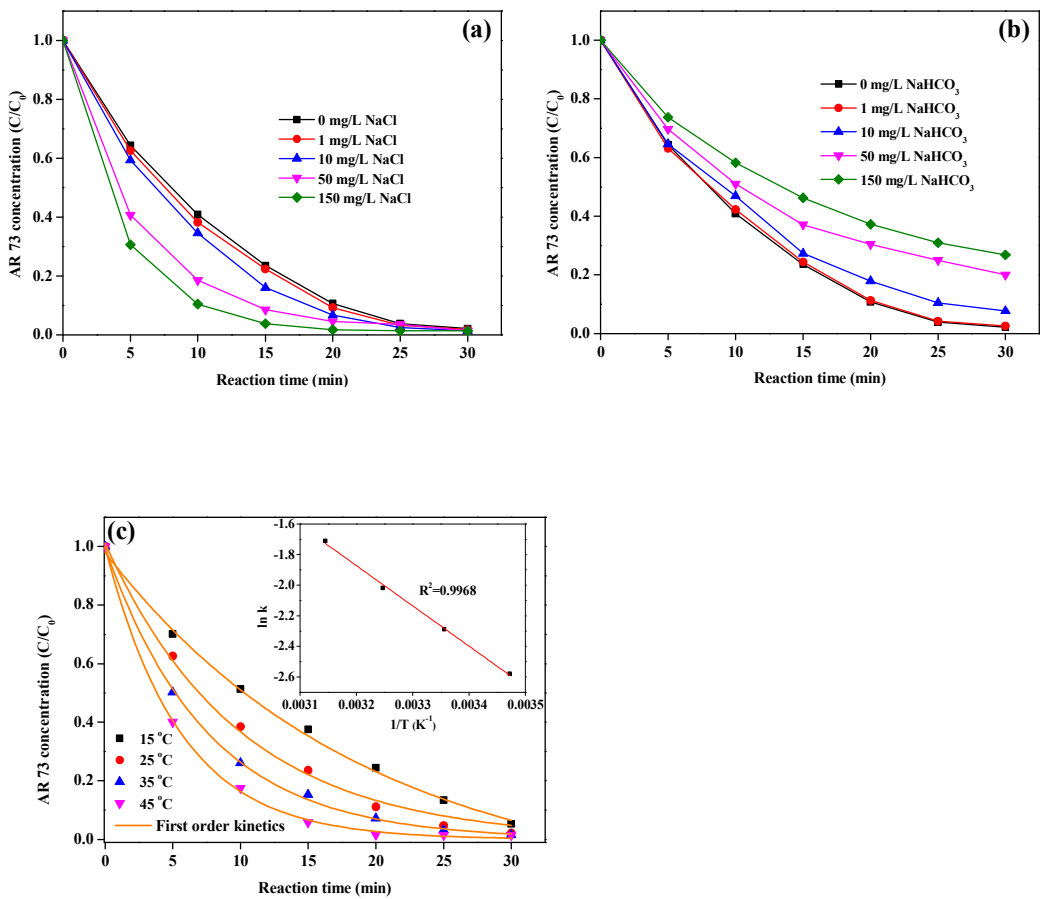 (a)
1.0
0.8
0.6
0.4
0.2
0.0
AR 73 concentration (C/C₀)
0 mg/L NaCl
1 mg/L NaCl
10 mg/L NaCl
50 mg/L NaCl
150 mg/L NaCl
0 5 10 15 20 25 30
Reaction time (min)
(b)
1.0
0.8
0.6
0.4
0.2
0.0
AR 73 concentration (C/C₀)
0 mg/L NaHCO₃
1 mg/L NaHCO₃
10 mg/L NaHCO₃
50 mg/L NaHCO₃
150 mg/L NaHCO₃
0 5 10 15 20 25 30
Reaction time (min)
(c)
1.0
0.8
0.6
0.4
0.2
0.0
AR 73 concentration (C/C₀)
-1.6
-1.8
-2.0
-2.2
-2.4
-2.6
ln k
R²=0.9968
0.0031 0.0032 0.0033 0.0034 0.0035
1/T (K⁻¹)
15 °C
25 °C
35 °C
45 °C
First order kinetics
0 5 10 15 20 25 30
Reaction time (min)